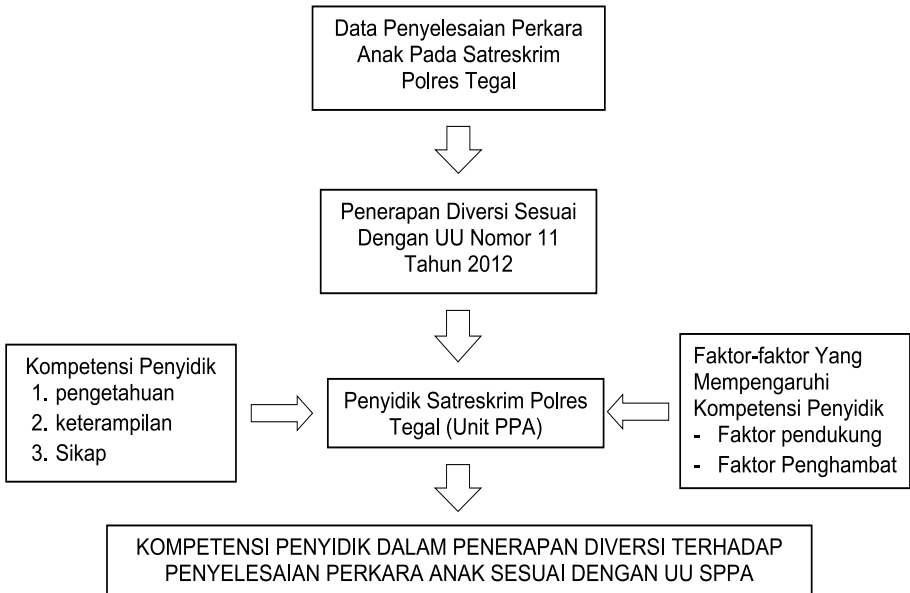 Data Penyelesaian Perkara
Anak Pada Satreskrim
Polres Tegal
Penerapan Diversi Sesuai
Dengan UU Nomor 11
Tahun 2012
Kompetensi Penyidik
1. pengetahuan
2. keterampilan
3. Sikap
Penyidik Satreskrim Polres
Tegal (Unit PPA)
Faktor-faktor Yang
Mempengaruhi
Kompetensi Penyidik
- Faktor pendukung
- Faktor Penghambat
KOMPETENSI PENYIDIK DALAM PENERAPAN DIVERSI TERHADAP
PENYELESAIAN PERKARA ANAK SESUAI DENGAN UU SPPA